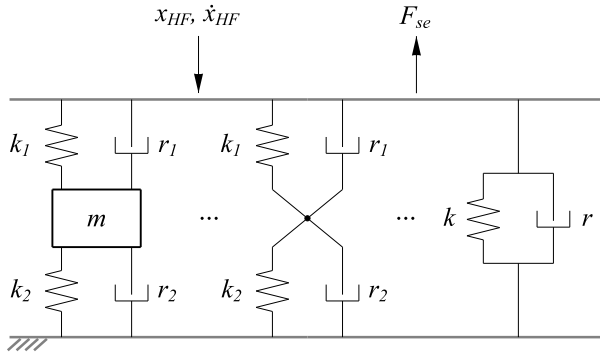 x_HF, ẋ_HF
F_se
k_1 r_1 k_1 r_1
m ... ... k r
k_2 r_2 k_2 r_2